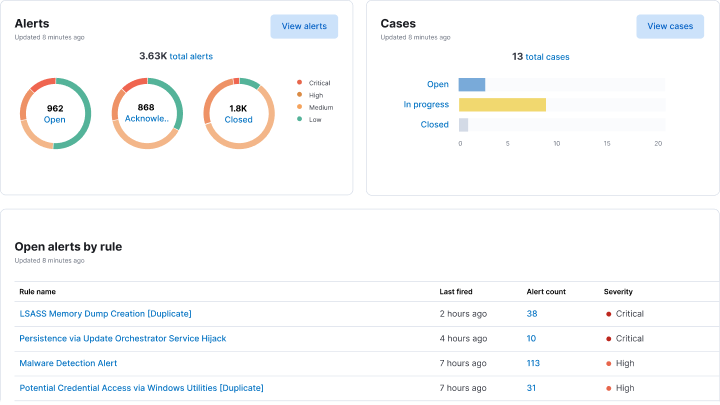 Alerts
Updated 8 minutes ago
View alerts
3.63K total alerts
962
Open
868
Acknowle..
1.8K
Closed
Critical
High
Medium
Low
Cases
Updated 8 minutes ago
View cases
13 total cases
Open
In progress
Closed
0 5 10 15 20
Open alerts by rule
Updated 8 minutes ago
Rule name Last fired Alert count Severity
LSASS Memory Dump Creation [Duplicate] 2 hours ago 38 Critical
Persistence via Update Orchestrator Service Hijack 4 hours ago 10 Critical
Malware Detection Alert 7 hours ago 113 High
Potential Credential Access via Windows Utilities [Duplicate] 7 hours ago 31 High